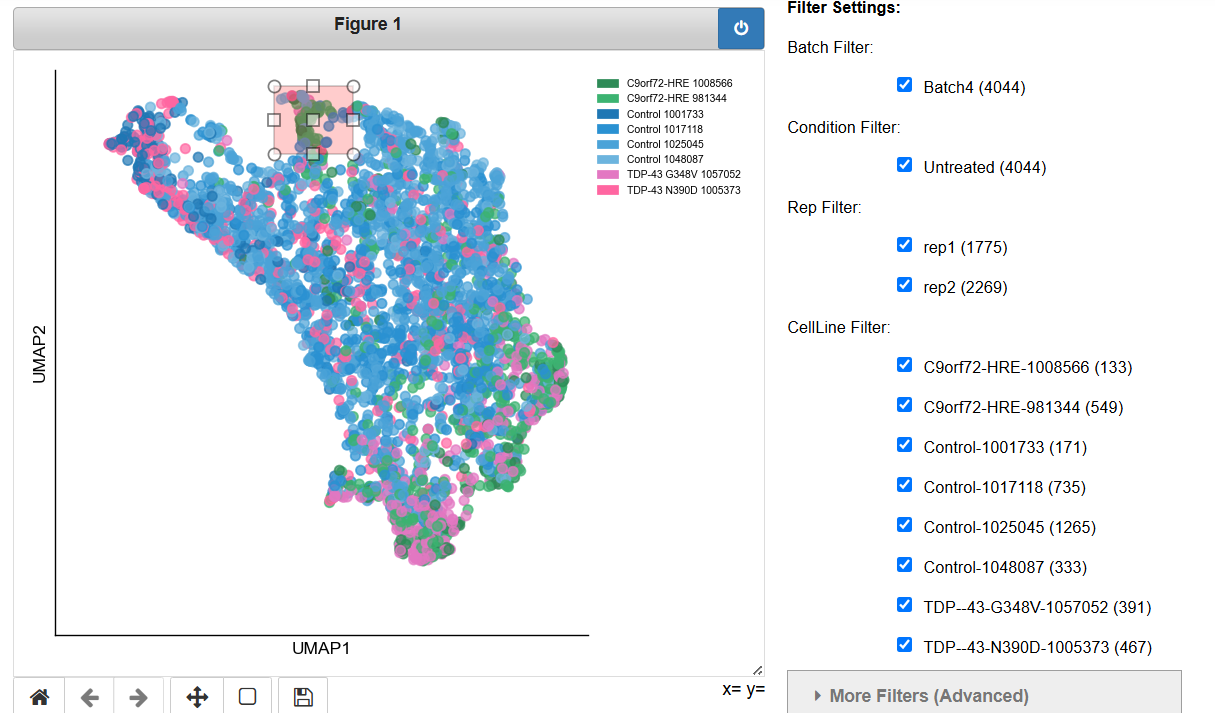 Figure 1
C9orf72-HRE 1008566
C9orf72-HRE 981344
Control 1001733
Control 1017118
Control 1025045
Control 1048087
TDP-43 G348V 1057052
TDP-43 N390D 1005373
UMAP2
UMAP1
x= y=
Filter Settings:
Batch Filter:
Batch4 (4044)
Condition Filter:
Untreated (4044)
Rep Filter:
rep1 (1775)
rep2 (2269)
CellLine Filter:
C9orf72-HRE-1008566 (133)
C9orf72-HRE-981344 (549)
Control-1001733 (171)
Control-1017118 (735)
Control-1025045 (1265)
Control-1048087 (333)
TDP--43-G348V-1057052 (391)
TDP--43-N390D-1005373 (467)
More Filters (Advanced)